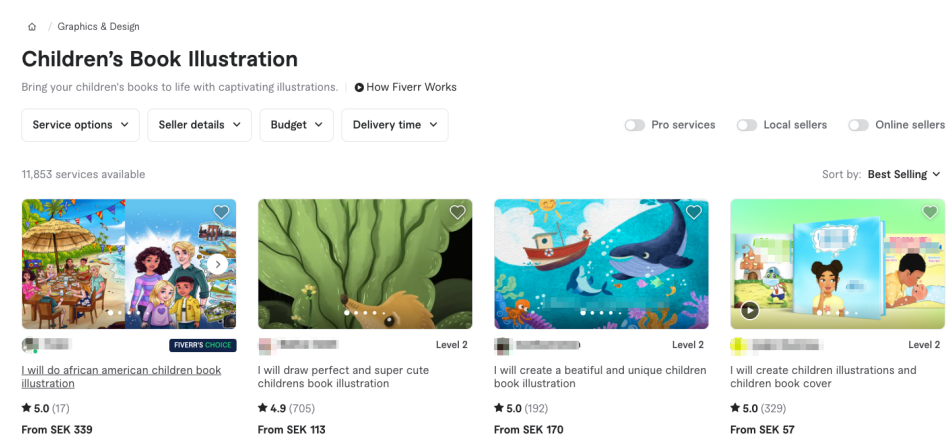 / Graphics & Design
Children's Book Illustration
Bring your children's books to life with captivating illustrations. | How Fiverr Works
Service options
Seller details
Budget
Delivery time
Pro services
Local sellers
Online sellers
11,853 services available
Sort by: Best Selling
FIVERR'S CHOICE
I will do african american children book
illustration
5.0 (17)
From SEK 339
Level 2
I will draw perfect and super cute
childrens book illustration
4.9 (705)
From SEK 113
Level 2
I will create a beatiful and unique children
book illustration
5.0 (192)
From SEK 170
Level 2
I will create children illustrations and
children book cover
5.0 (329)
From SEK 57